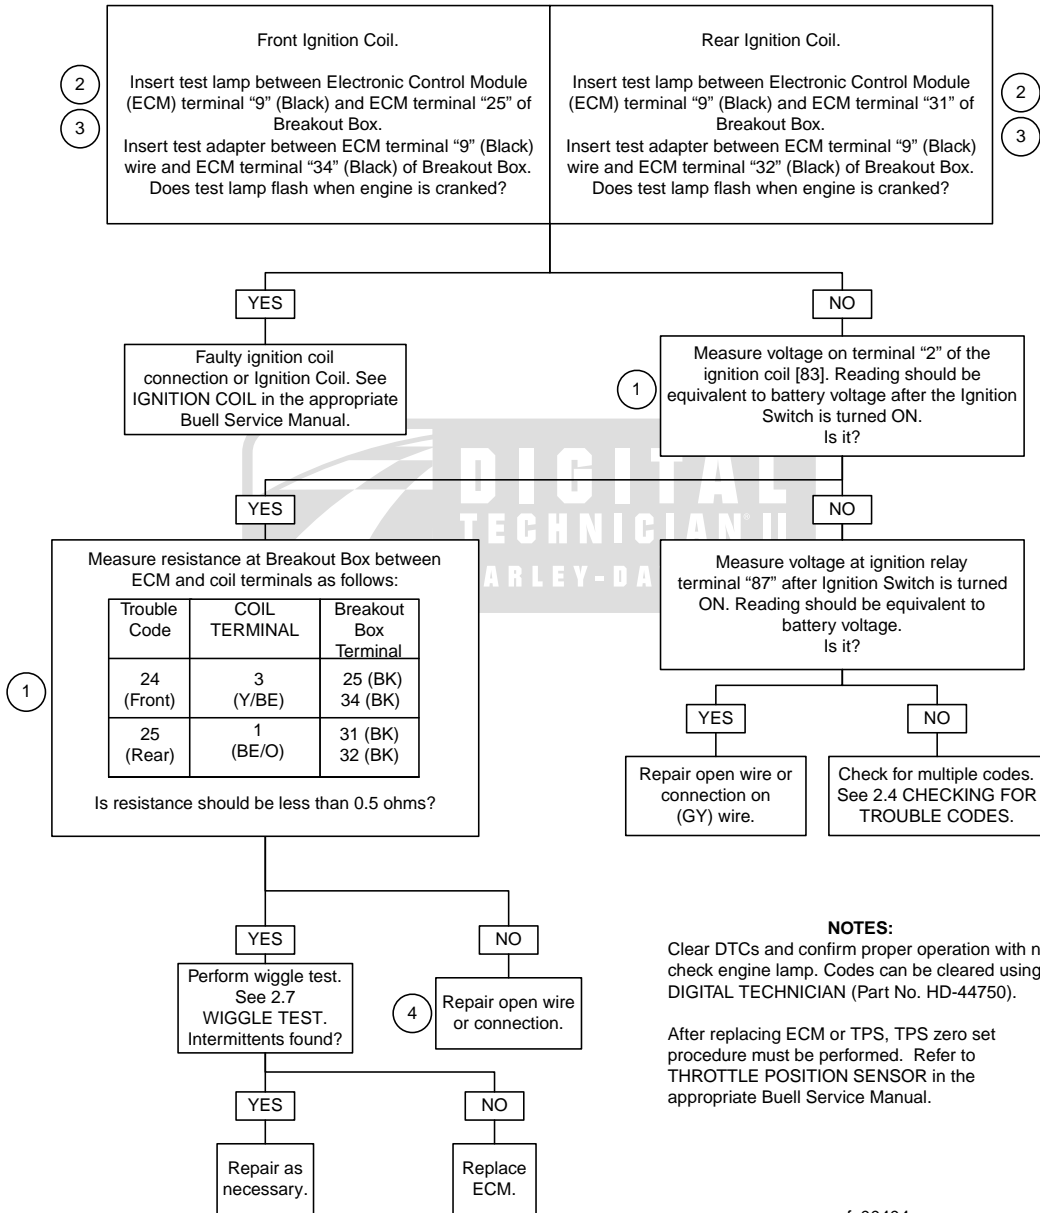 Front Ignition Coil.
2
3
Insert test lamp between Electronic Control Module
(ECM) terminal “9” (Black) and ECM terminal “25” of
Breakout Box.
Insert test adapter between ECM terminal “9” (Black)
wire and ECM terminal “34” (Black) of Breakout Box.
Does test lamp flash when engine is cranked?
Rear Ignition Coil.
Insert test lamp between Electronic Control Module
(ECM) terminal “9” (Black) and ECM terminal “31” of
Breakout Box.
Insert test adapter between ECM terminal “9” (Black)
wire and ECM terminal “32” (Black) of Breakout Box.
Does test lamp flash when engine is cranked?
2
3
YES
NO
Faulty ignition coil
connection or Ignition Coil. See
IGNITION COIL in the appropriate
Buell Service Manual.
1
Measure voltage on terminal “2” of the
ignition coil [83]. Reading should be
equivalent to battery voltage after the Ignition
Switch is turned ON.
Is it?
DIGITAL
TECHNICIAN® II
ARLEY-DA
YES
NO
1
Measure resistance at Breakout Box between
ECM and coil terminals as follows:
Trouble
Code
COIL
TERMINAL
Breakout
Box
Terminal
24
(Front)
3
(Y/BE)
25 (BK)
34 (BK)
25
(Rear)
1
(BE/O)
31 (BK)
32 (BK)
Is resistance should be less than 0.5 ohms?
Measure voltage at ignition relay
terminal “87” after Ignition Switch is turned
ON. Reading should be equivalent to
battery voltage.
Is it?
YES
NO
Repair open wire or
connection on
(GY) wire.
Check for multiple codes.
See 2.4 CHECKING FOR
TROUBLE CODES.
YES
NO
Perform wiggle test.
See 2.7
WIGGLE TEST.
Intermittents found?
4
Repair open wire
or connection.
YES
NO
Repair as
necessary.
Replace
ECM.
NOTES:
Clear DTCs and confirm proper operation with n
check engine lamp. Codes can be cleared using
DIGITAL TECHNICIAN (Part No. HD-44750).
After replacing ECM or TPS, TPS zero set
procedure must be performed. Refer to
THROTTLE POSITION SENSOR in the
appropriate Buell Service Manual.